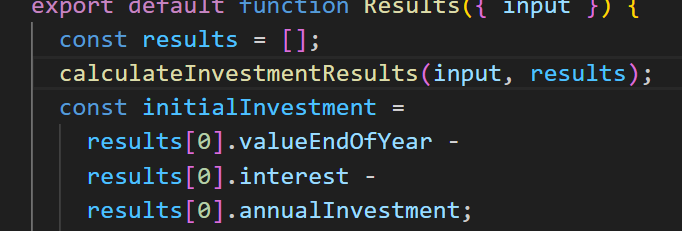 export default function Results({ input }) {
const results = [];
calculateInvestmentResults(input, results);
const initialInvestment =
results[0].valueEndOfYear -
results[0].interest -
results[0].annualInvestment;